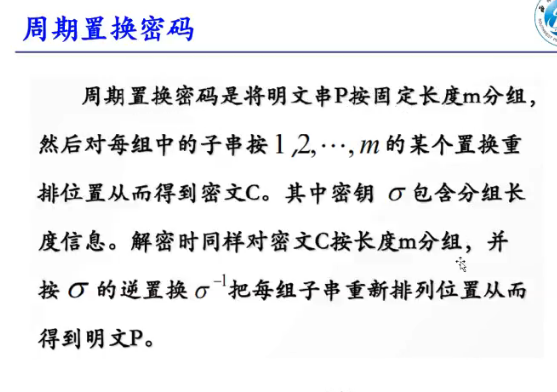 周期置换密码
周期置换密码是将明文串P按固定长度m分组，
然后对每组中的子串按1,2,⋯,m的某个置换重
排位置从而得到密文C。其中密钥 σ 包含分组长
度信息。解密时同样对密文C按长度m分组，并
按 σ 的逆置换 σ⁻¹把每组子串重新排列位置从而
得到明文P。